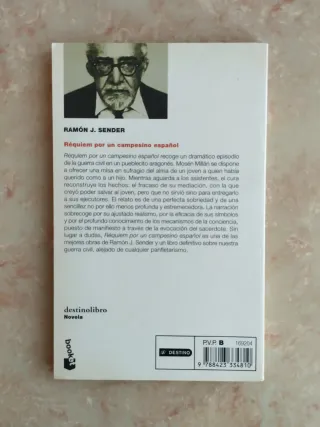 RAMÓN J. SENDER
Réquiem por un campesino español
Réquiem por un campesino español recoge un dramático episodio
de la guerra civil en un pueblecito aragonés. Mosén Millán se dispone
a ofrecer una misa en sufragio del alma de un joven a quien había
querido como a un hijo. Mientras aguarda a los asistentes, el cura
reconstruye los hechos: el fracaso de su mediación, con la que
creyó poder salvar al joven, pero que no sirvió sino para entregarlo
a sus ejecutores. El relato es de una perfecta sobriedad y de una
sencillez no por ello menos profunda y estremecedora. La narración
sobrecoge por su ajustado realismo, por la eficacia de sus símbolos
y por el profundo conocimiento de los mecanismos de la conciencia,
puesto de manifiesto a través de la evocación del sacerdote. Sin
lugar a dudas, Réquiem por un campesino español es una de las
mejores obras de Ramón J. Sender y un libro definitivo sobre nuestra
guerra civil, alejado de cualquier panfletarismo.
destinolibro
Novela
booket
DESTINO
P.V.P. B
9 788423 334810